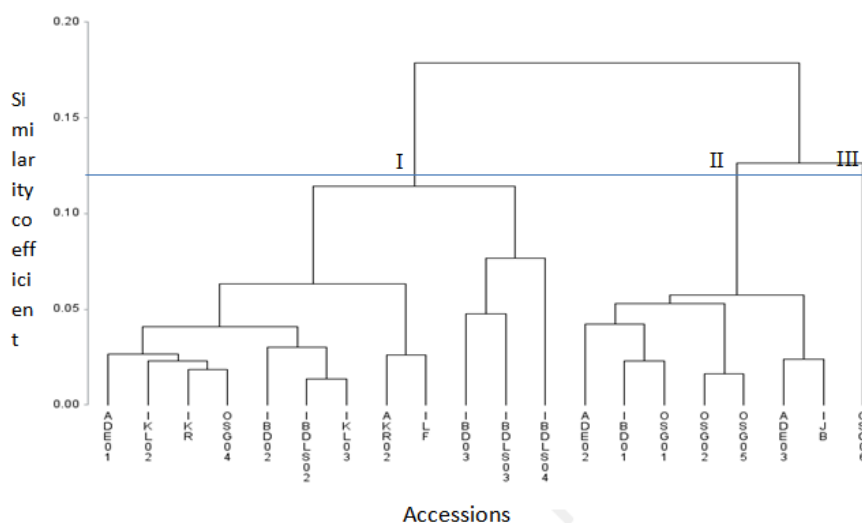 0.20
0.15
0.10
0.05
0.00
Si
mi
lar
ity
co
eff
ici
en
t
I II III
ADE01 IKL02 IKR OSG04 IBD02 IBDLS02 IKL03 AKR02 ILF IBD03 IBDLS03 IBDLS04 ADE02 IBD01 OSG01 OSG02 OSG05 ADE03 IJB OSG06
Accessions